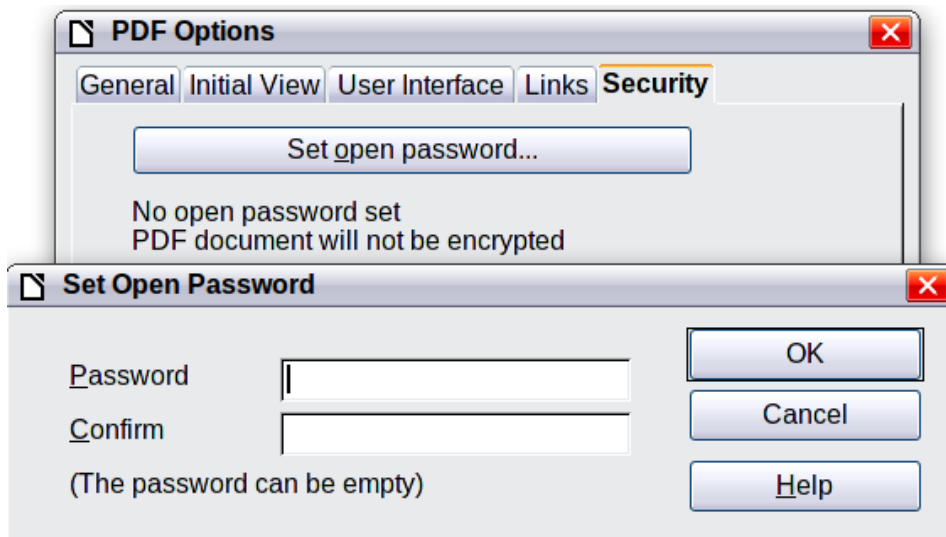 PDF Options
General Initial View User Interface Links Security
Set open password...
No open password set
PDF document will not be encrypted
Set Open Password
Password
OK
Confirm
Cancel
(The password can be empty)
Help